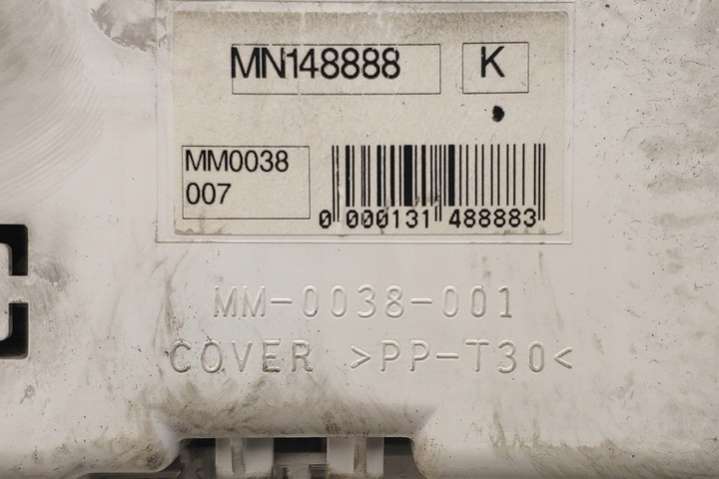 MN148888 K
MM0038
007
0 000131 488883
MM-0038-001
COVER >PP-T30<